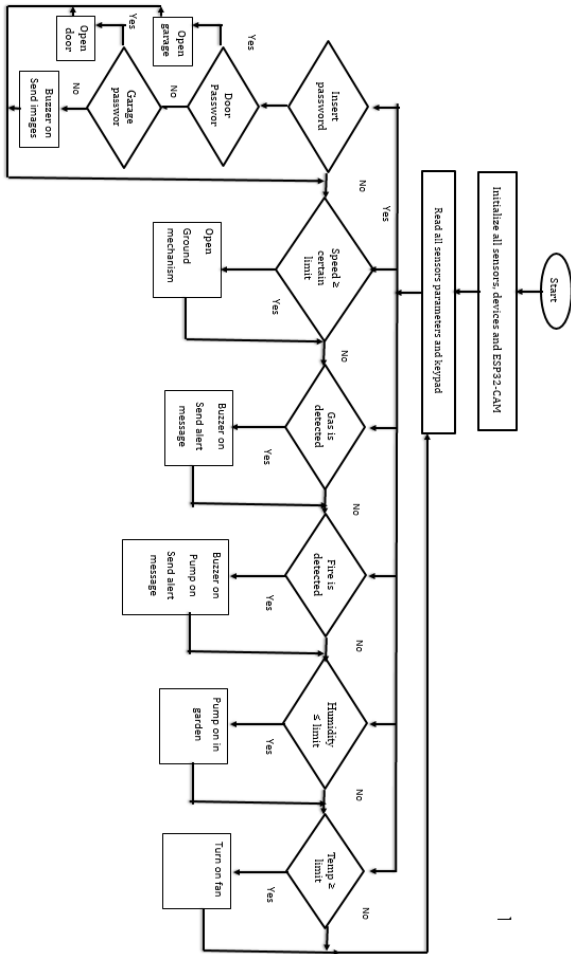 Start
Initialize all sensors, devices and ESP32-CAM
Read all sensors parameters and keypad
Yes
Insert
password
No
Yes
Door
Passwor
Open
garage
No
Garage
passwor
Yes
Open
door
No
Buzzer on
Send images
Speed ≥
certain
limit
No
Yes
Open
Ground
mechanism
Gas is
detected
No
Yes
Buzzer on
Send alert
message
Fire is
detected
No
Yes
Buzzer on
Pump on
Send alert
message
Humidity
≤ limit
No
Yes
Pump on in
garden
Temp ≥
limit
No
Yes
Turn on fan